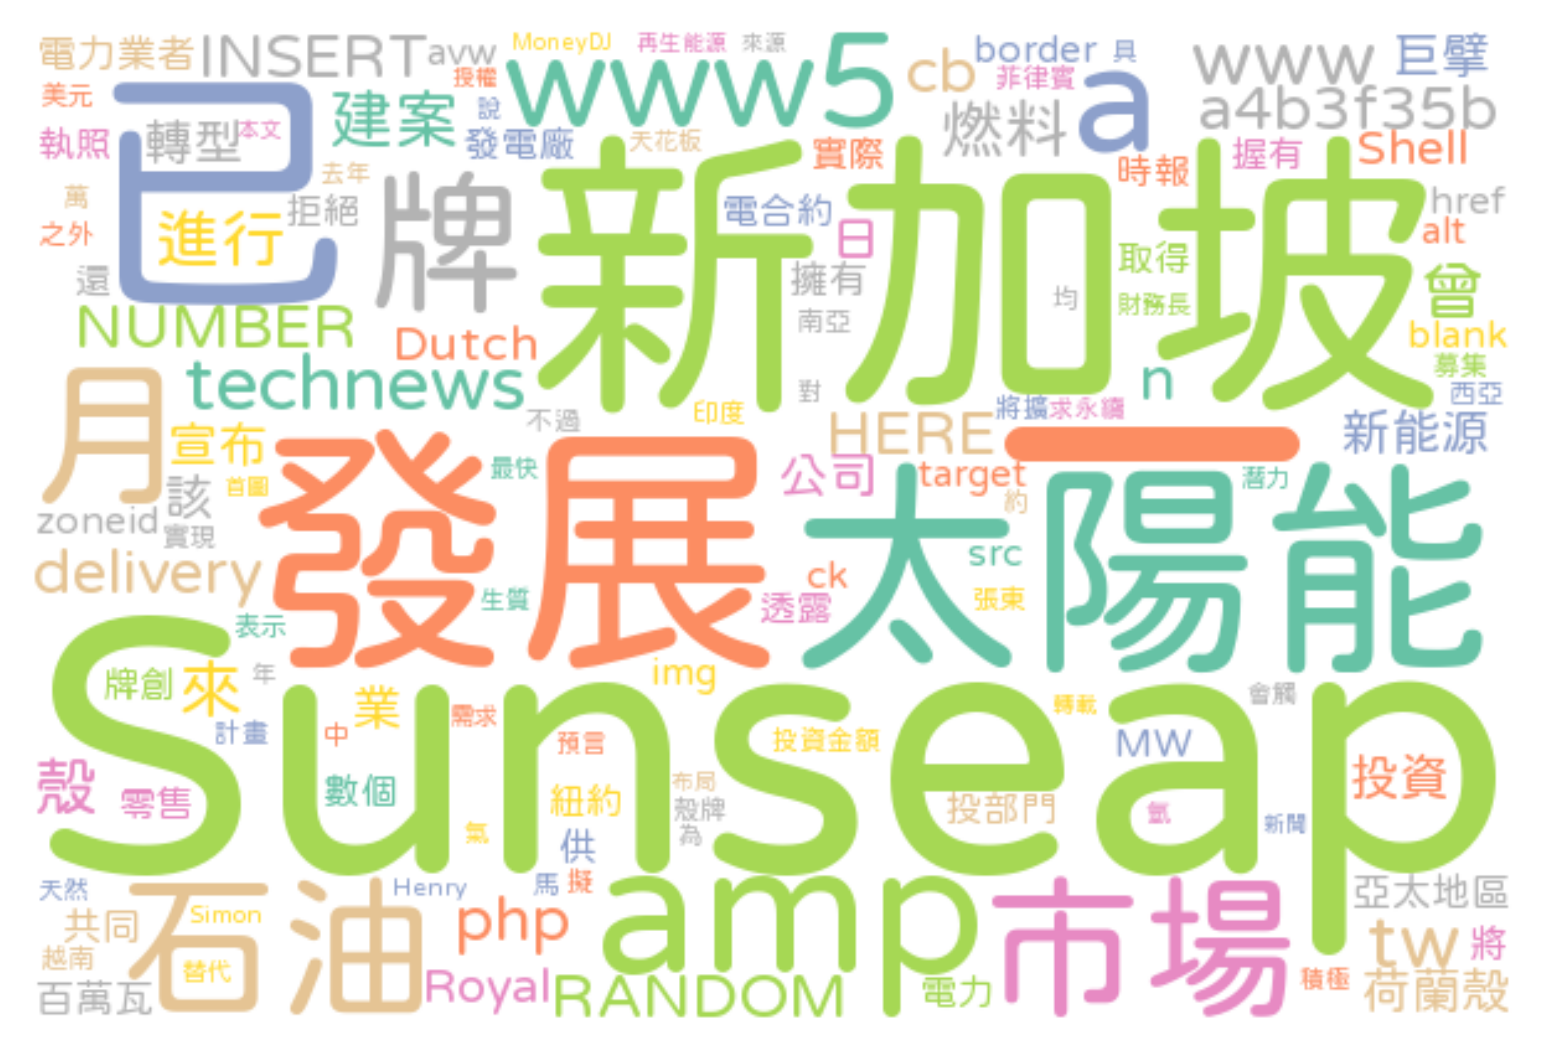 電力業者 INSERT avw MoneyDJ 再生能源 來源 border 具
美元 授權 www5 cb 菲律賓 a www 巨擘
已 建案 說 燃料 a4b3f35b
執照 轉型 本文 發電廠 天花板 實際 時報 握有 Shell
萬 去年 拒絕 牌 新加坡 電合約 href
之外 進行 日 取得 alt
還 擁有 均 財務長 曾
NUMBER Dutch 南亞 blank
technews 對 n 募集
月 不過 印度 HERE 將擴 求永續 西亞
宣布 發展 一 新能源
首圖 最快 公司 target 潛力
zoneid 該 約
實現 太陽能 src
delivery 生質 透露 ck 張東
表示
Sunseap 牌創 來 年 img 轉載 會觸
計畫 業 中 需求 預言 投資金額 MW
殼 零售 數個 紐約 布局 殼牌 投部門 氫 投資
氣 供 為 新聞
天然 石油 Henry 馬 擬 amp 市場 亞太地區
共同 Simon php tw 將
越南 替代
百萬瓦 Royal RANDOM 電力 積極 荷蘭殼